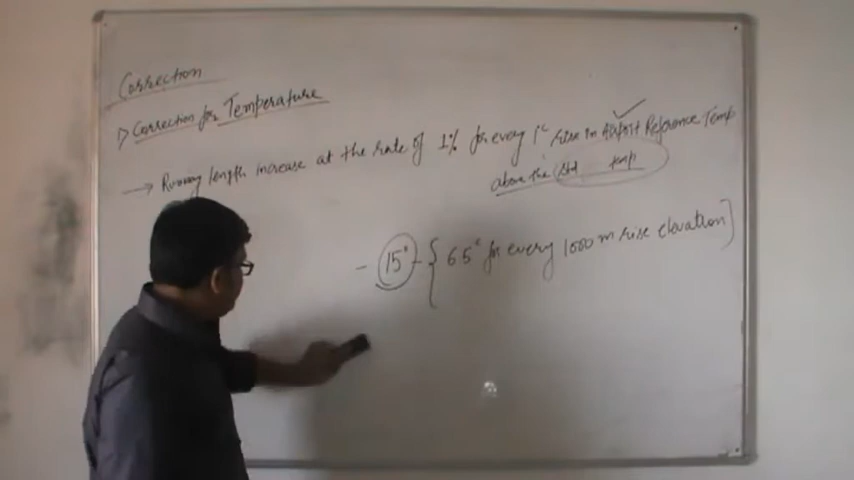 Correction
1) Correction for Temperature
→ Runway length increase at the rate of 1% for every 1°C rise in Airport Reference Temp ✓
above the std temp
- 15° - { 6.5° for every 1000 m rise elevation]